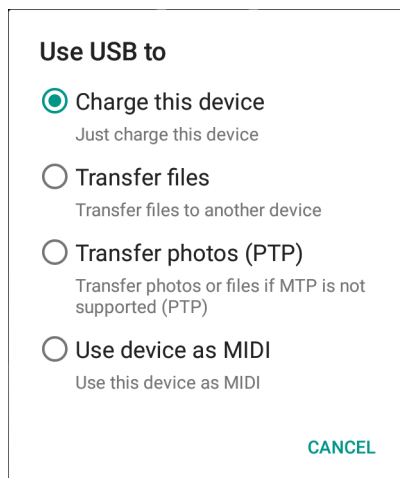 Use USB to
Charge this device
Just charge this device
Transfer files
Transfer files to another device
Transfer photos (PTP)
Transfer photos or files if MTP is not
supported (PTP)
Use device as MIDI
Use this device as MIDI
CANCEL